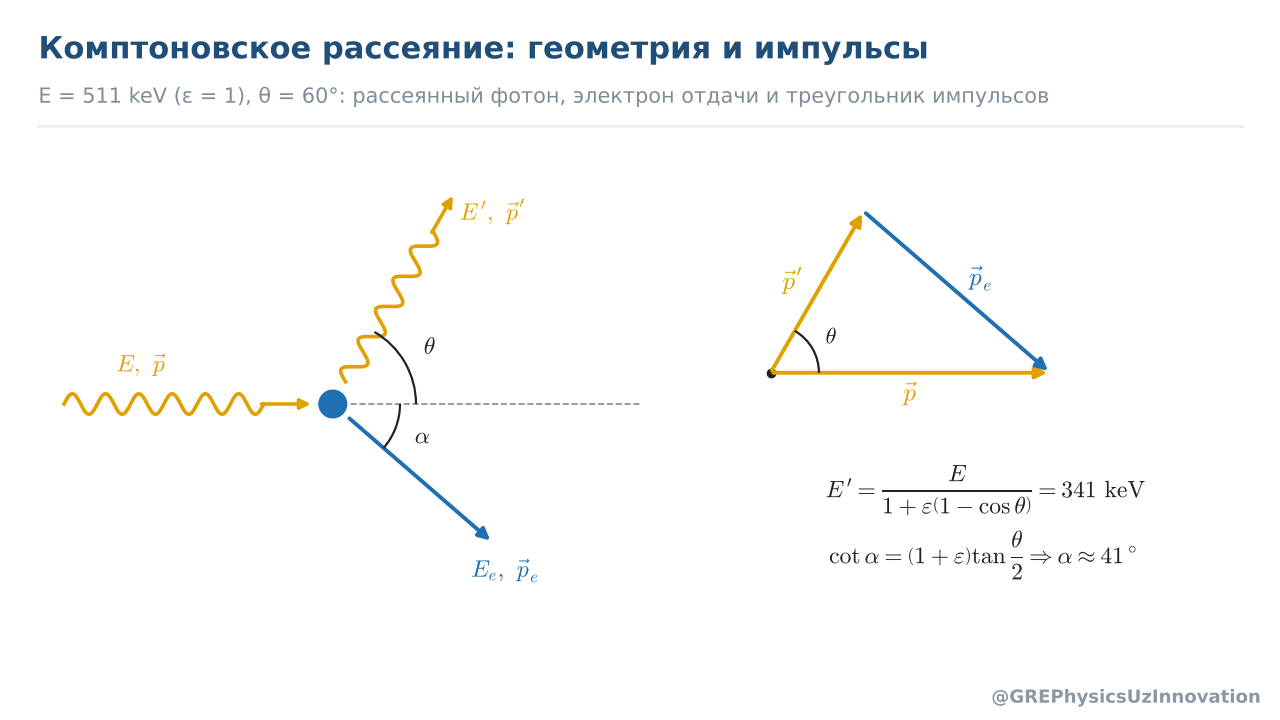 Комптоновское рассеяние: геометрия и импульсы
E = 511 keV (ε = 1), θ = 60°: рассеянный фотон, электрон отдачи и треугольник импульсов
E′, p⃗′
θ
E, p⃗
α
E_e, p⃗_e
p⃗′
p⃗_e
θ
p⃗
E′ = E / (1 + ε(1 − cos θ)) = 341 keV
cot α = (1 + ε)tan θ/2 ⇒ α ≈ 41°
@GREPhysicsUzInnovation